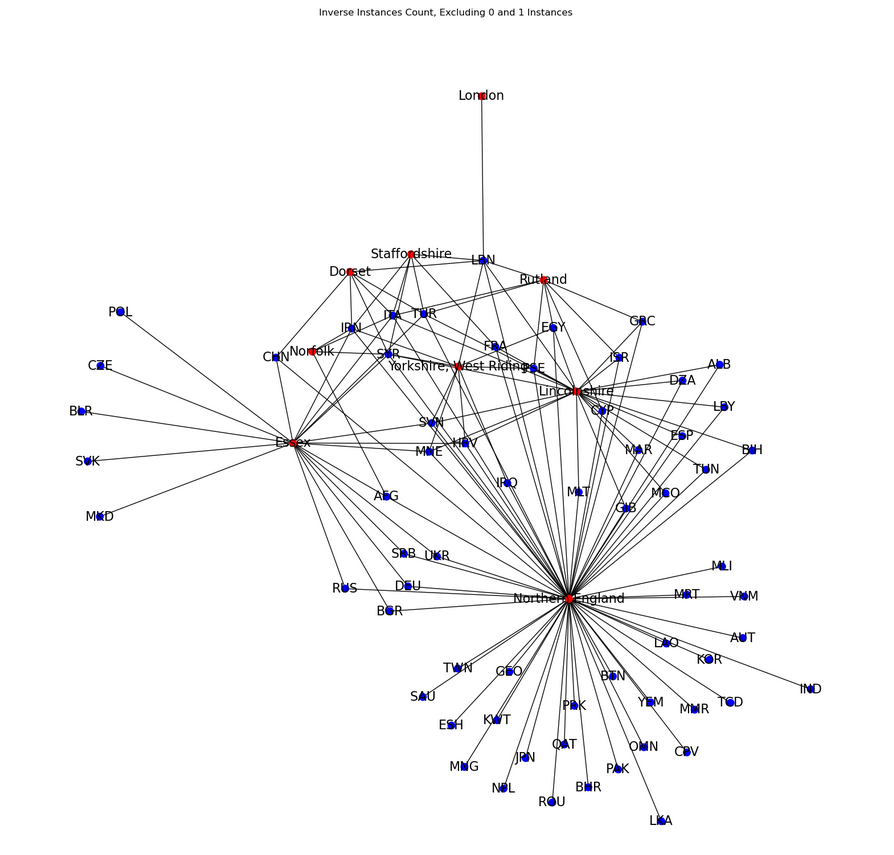 Inverse Instances Count, Excluding 0 and 1 Instances
London
Staffordshire
LBN
Dorset
Rutland
POL
ITA
TUR
IRN
EGY
GRC
CHN
Norfolk
SYR
FRA
ISR
CZE
Yorkshire, West Riding
PSE
ALB
DZA
Lincolnshire
BLR
CYP
LBY
SVN
ESP
Essex
HRV
MNE
MAR
BIH
SVK
TUN
IRQ
AFG
MLT
MCO
GIB
MKD
SRB
UKR
MLI
RUS
DEU
MRT
VNM
Northern England
BGR
AUT
LAO
KOR
TWN
GEO
BTN
IND
SAU
PRK
YEM
MMR
TCD
ESH
KWT
QAT
OMN
CPV
MNG
JPN
PAK
NPL
BHR
ROU
LKA